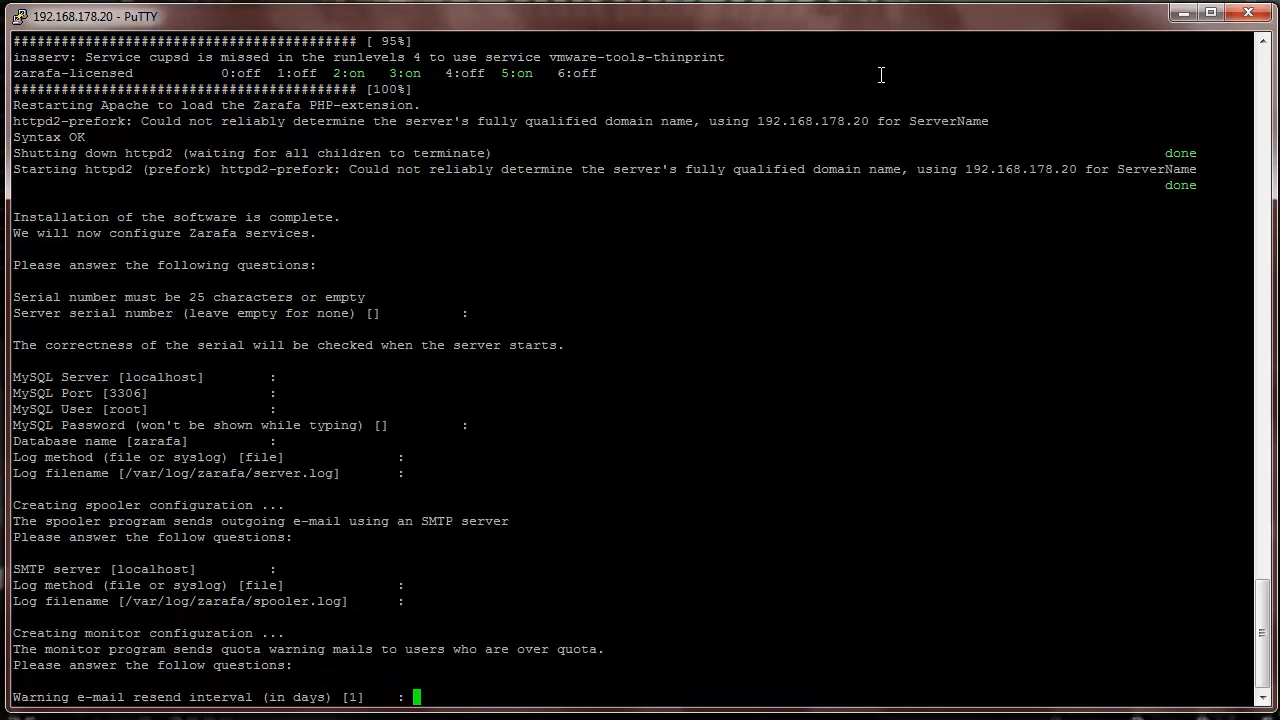 192.168.178.20 - PuTTY
########################################### [ 95%]
insserv: Service cupsd is missed in the runlevels 4 to use service vmware-tools-thinprint
zarafa-licensed           0:off  1:off  2:on   3:on   4:off  5:on   6:off
########################################### [100%]
Restarting Apache to load the Zarafa PHP-extension.
httpd2-prefork: Could not reliably determine the server's fully qualified domain name, using 192.168.178.20 for ServerName
Syntax OK
Shutting down httpd2 (waiting for all children to terminate) done
Starting httpd2 (prefork) httpd2-prefork: Could not reliably determine the server's fully qualified domain name, using 192.168.178.20 for ServerName
done
Installation of the software is complete.
We will now configure Zarafa services.
Please answer the following questions:
Serial number must be 25 characters or empty
Server serial number (leave empty for none) []          :
The correctness of the serial will be checked when the server starts.
MySQL Server [localhost]        :
MySQL Port [3306]               :
MySQL User [root]               :
MySQL Password (won't be shown while typing) []         :
Database name [zarafa]          :
Log method (file or syslog) [file]              :
Log filename [/var/log/zarafa/server.log]       :
Creating spooler configuration ...
The spooler program sends outgoing e-mail using an SMTP server
Please answer the follow questions:
SMTP server [localhost]         :
Log method (file or syslog) [file]              :
Log filename [/var/log/zarafa/spooler.log]      :
Creating monitor configuration ...
The monitor program sends quota warning mails to users who are over quota.
Please answer the follow questions:
Warning e-mail resend interval (in days) [1]    :